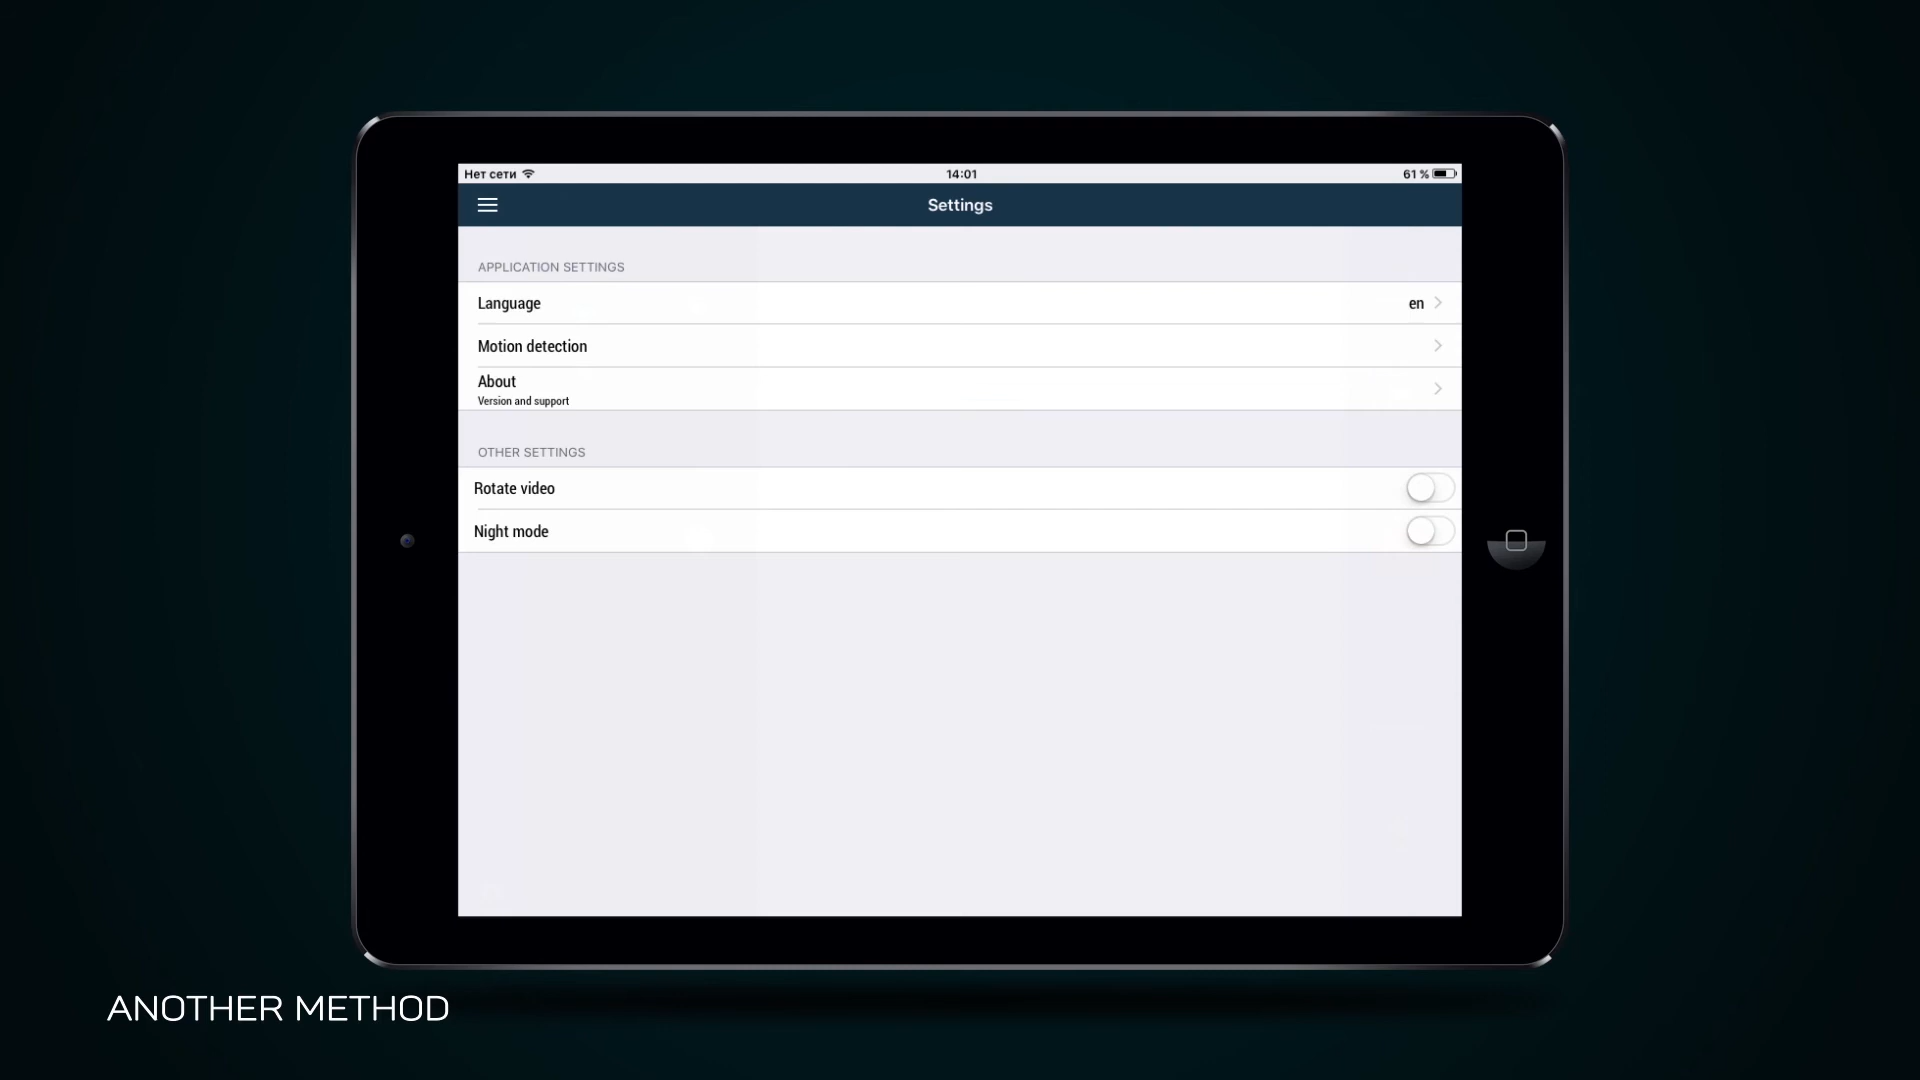 Нет сети
14:01
61 %
Settings
APPLICATION SETTINGS
Language
en
Motion detection
About
Version and support
OTHER SETTINGS
Rotate video
Night mode
ANOTHER METHOD